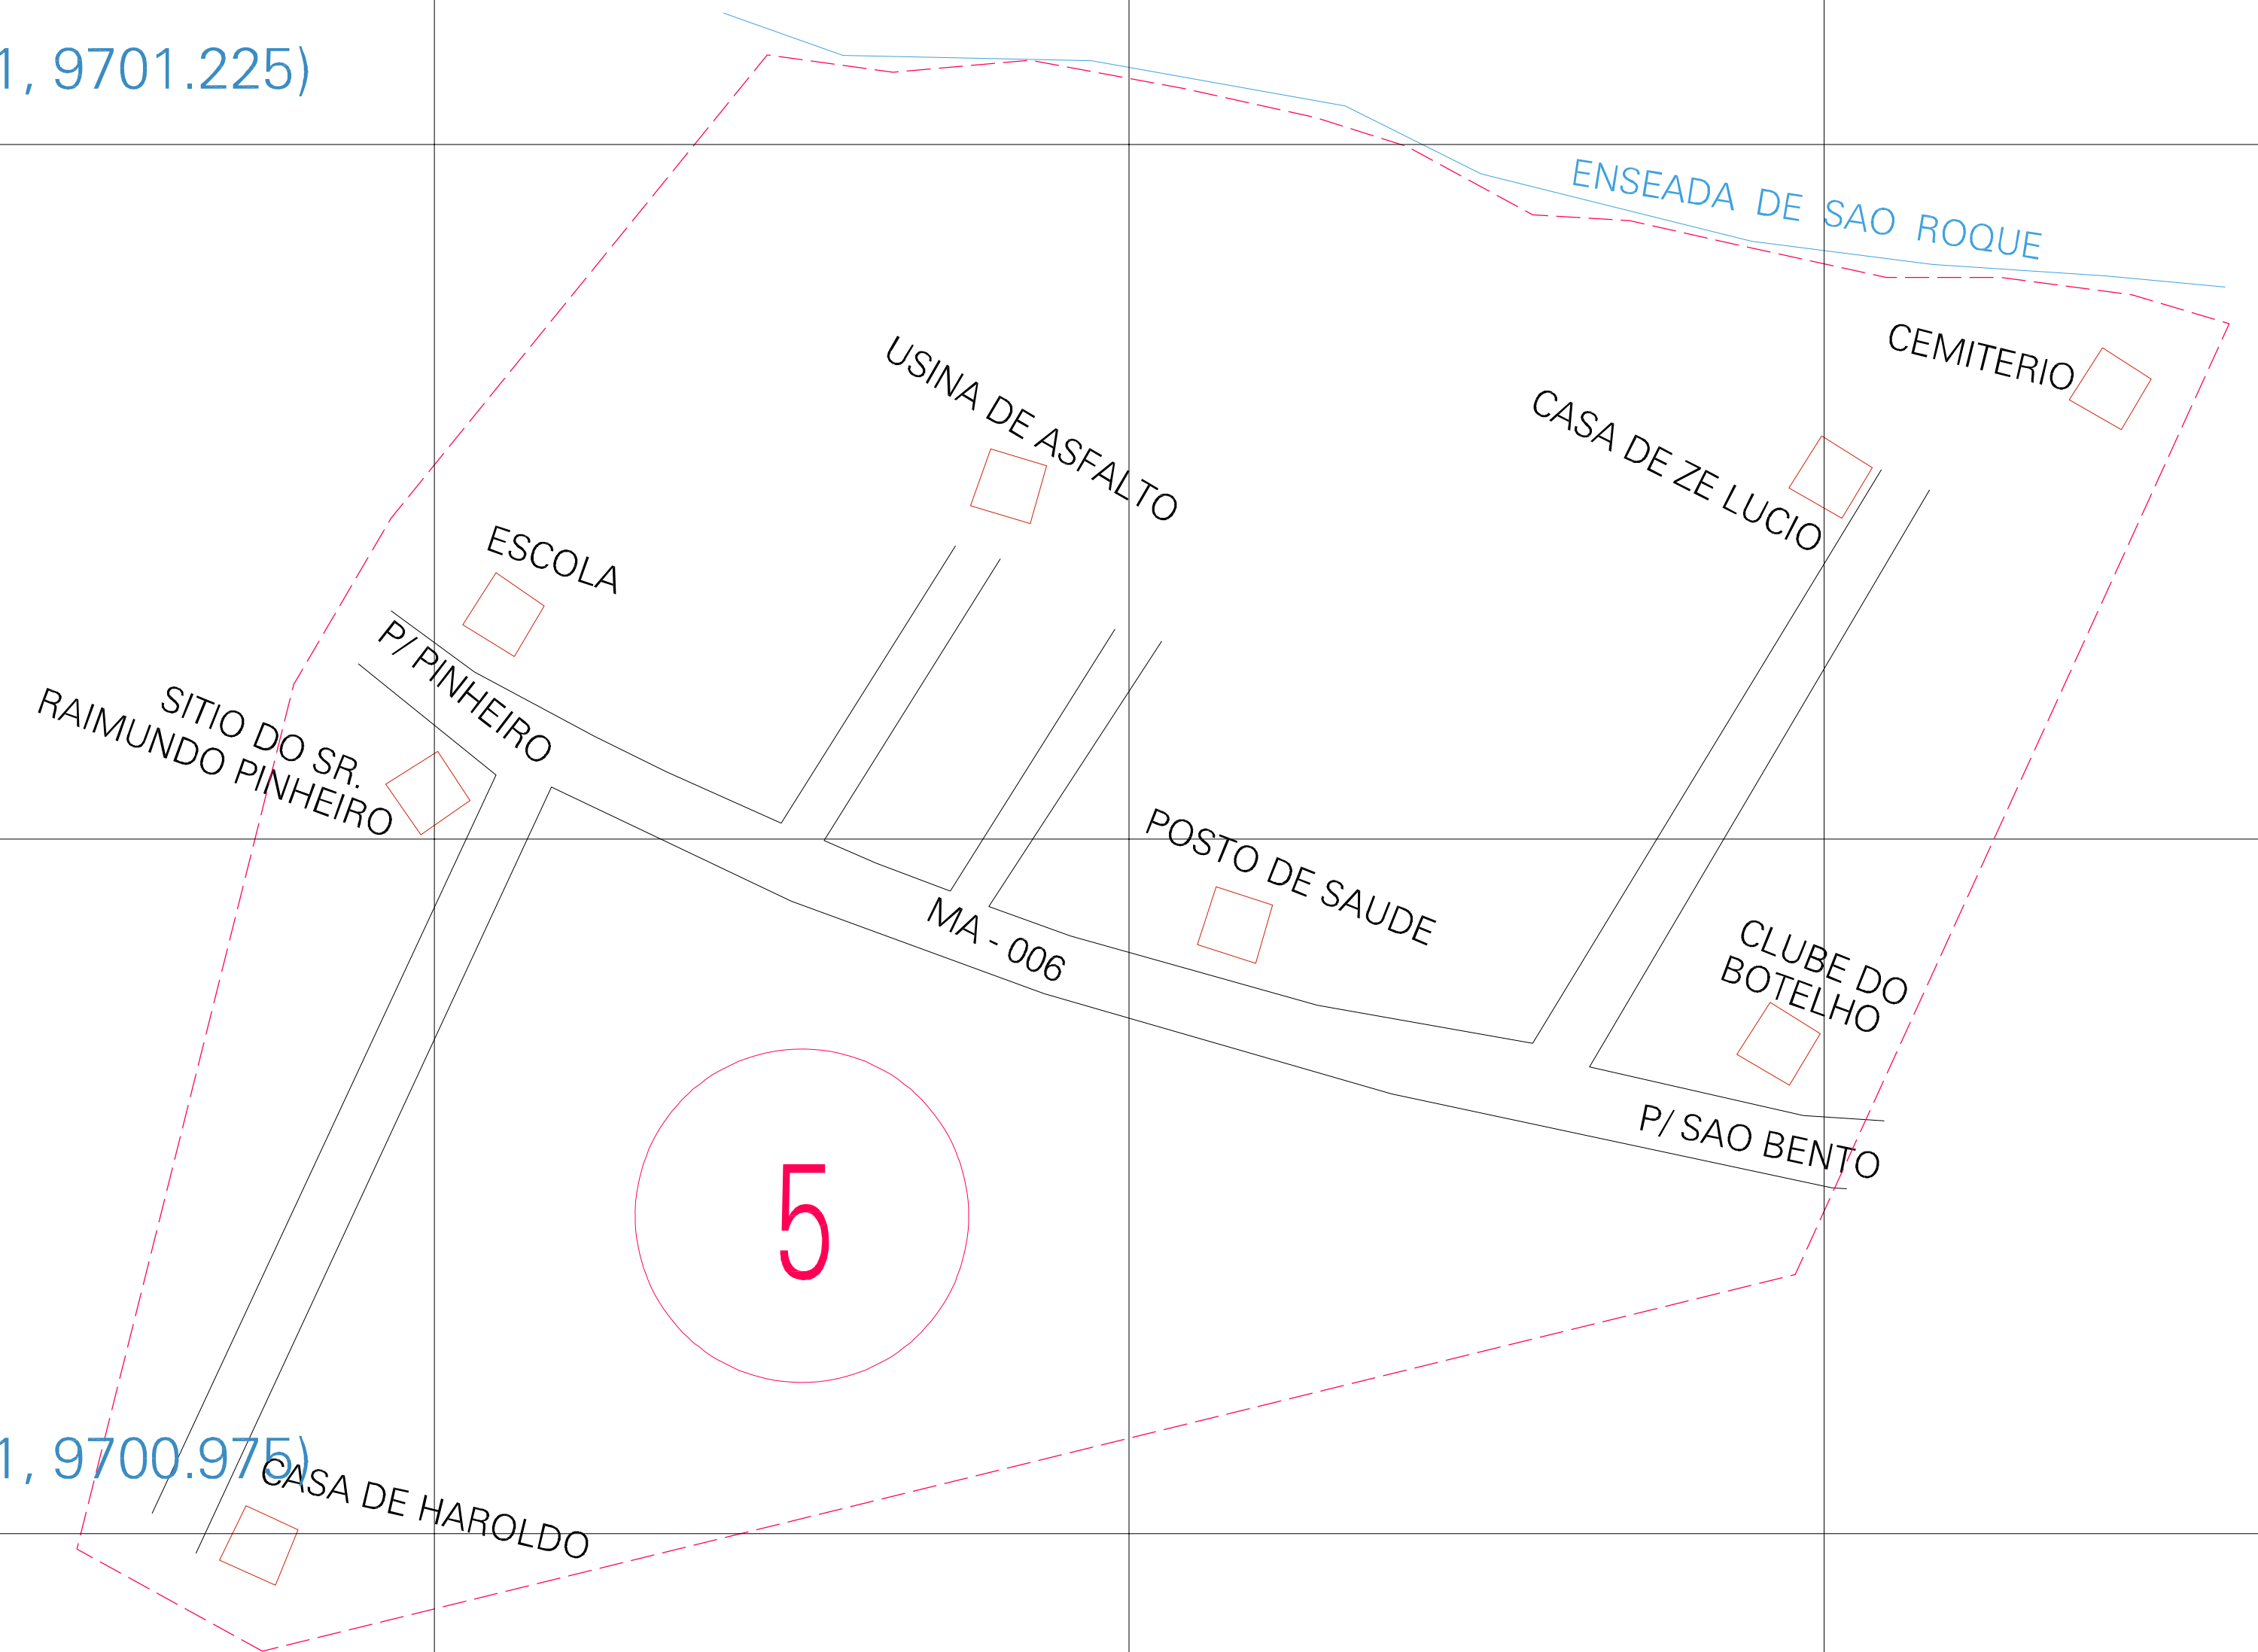 1, 9701.225)
ENSEADA DE SAO ROQUE
CEMITERIO
USINA DE ASFALTO
CASA DE ZE LUCIO
ESCOLA
P/ PINHEIRO
SITIO DO SR.
RAIMUNDO PINHEIRO
POSTO DE SAUDE
MA - 006
CLUBE DO
BOTELHO
P/ SAO BENTO
5
1, 9700.975)
CASA DE HAROLDO